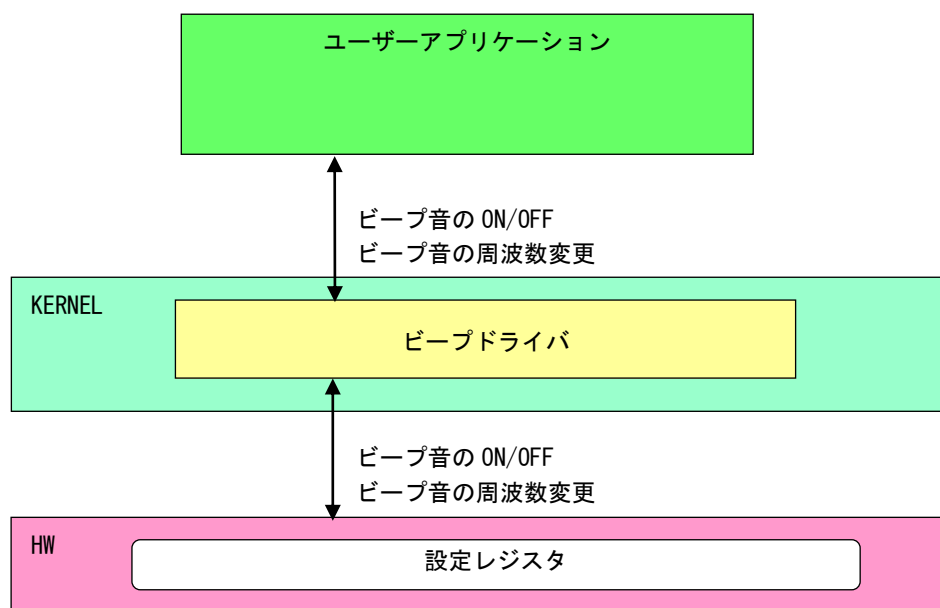 ユーザーアプリケーション
ビープ音の ON/OFF
ビープ音の周波数変更
KERNEL
ビープドライバ
ビープ音の ON/OFF
ビープ音の周波数変更
HW
設定レジスタ